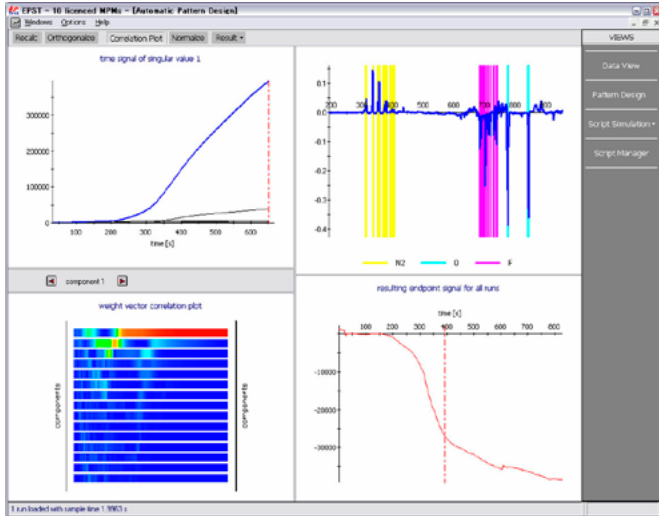 EPST - 10 licenced MPMs - [Automatic Pattern Design]
Windows Options Help
Recalc Orthogonalize Correlation Plot Normalize Result
VIEWS
Data View
Pattern Design
Script Simulation
Script Manager
time signal of singular value 1
300000
200000
100000
0
0 100 200 300 400 500 600
time [s]
0.1
0.0
-0.1
-0.2
-0.3
-0.4
200 300 400 500 600 700 800
N2 O F
component 1
weight vector correlation plot
components
components
resulting endpoint signal for all runs
time [s]
100 200 300 400 500 600 700 800
0
-10000
-20000
-30000
1 run loaded with sample time 1.9963 s